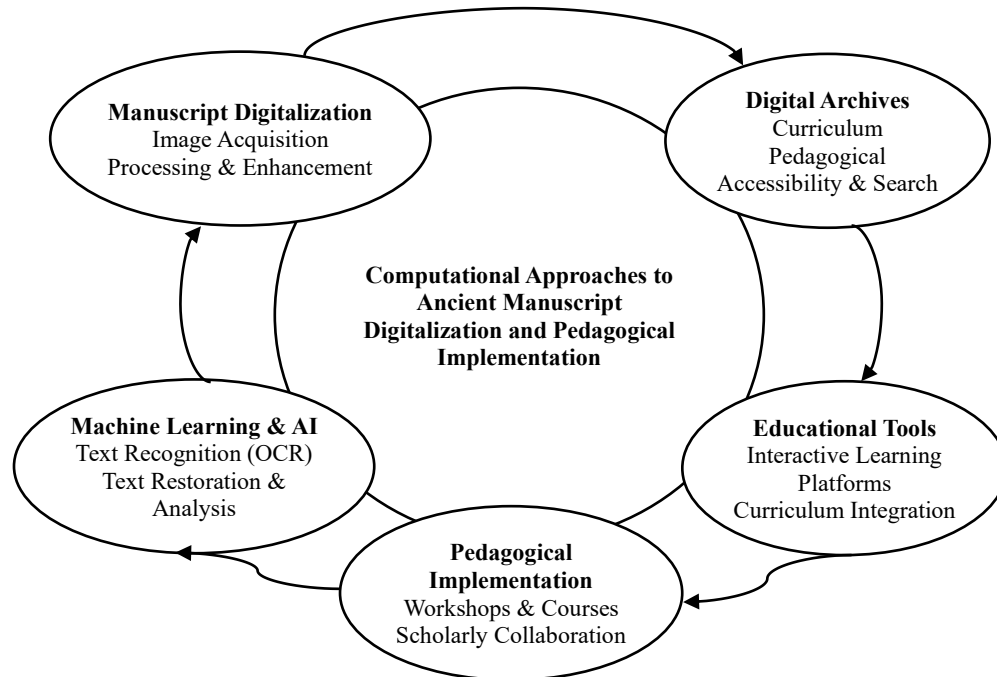 Manuscript Digitalization
Image Acquisition
Processing & Enhancement
Digital Archives
Curriculum
Pedagogical
Accessibility & Search
Computational Approaches to
Ancient Manuscript
Digitalization and Pedagogical
Implementation
Machine Learning & AI
Text Recognition (OCR)
Text Restoration &
Analysis
Educational Tools
Interactive Learning
Platforms
Curriculum Integration
Pedagogical
Implementation
Workshops & Courses
Scholarly Collaboration